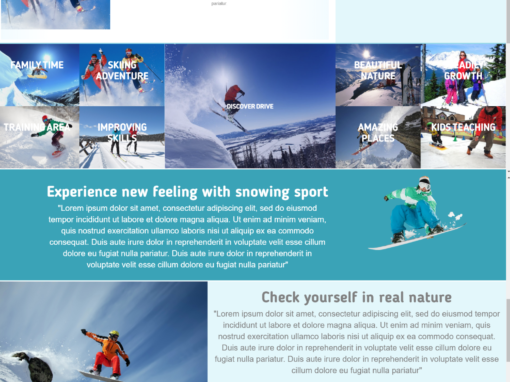 pariatur
FAMILY TIME
SKIING
ADVENTURE
DISCOVER DRIVE
BEAUTIFUL
NATURE
GROWTH
TRAINING AREA
IMPROVING
SKILLS
AMAZING
PLACES
KIDS TEACHING
Experience new feeling with snowing sport
"Lorem ipsum dolor sit amet, consectetur adipiscing elit, sed do eiusmod
tempor incididunt ut labore et dolore magna aliqua. Ut enim ad minim veniam,
quis nostrud exercitation ullamco laboris nisi ut aliquip ex ea commodo
consequat. Duis aute irure dolor in reprehenderit in voluptate velit esse cillum
dolore eu fugiat nulla pariatur. Duis aute irure dolor in reprehenderit in
voluptate velit esse cillum dolore eu fugiat nulla pariatur"
Check yourself in real nature
"Lorem ipsum dolor sit amet, consectetur adipiscing elit, sed do eiusmod
tempor incididunt ut labore et dolore magna aliqua. Ut enim ad minim veniam, quis
nostrud exercitation ullamco laboris nisi ut aliquip ex ea commodo
consequat. Duis aute irure dolor in reprehenderit in voluptate velit esse cillum dolore eu
fugiat nulla pariatur. Duis aute irure dolor in reprehenderit in voluptate velit esse
cillum dolore eu fugiat nulla pariatur"